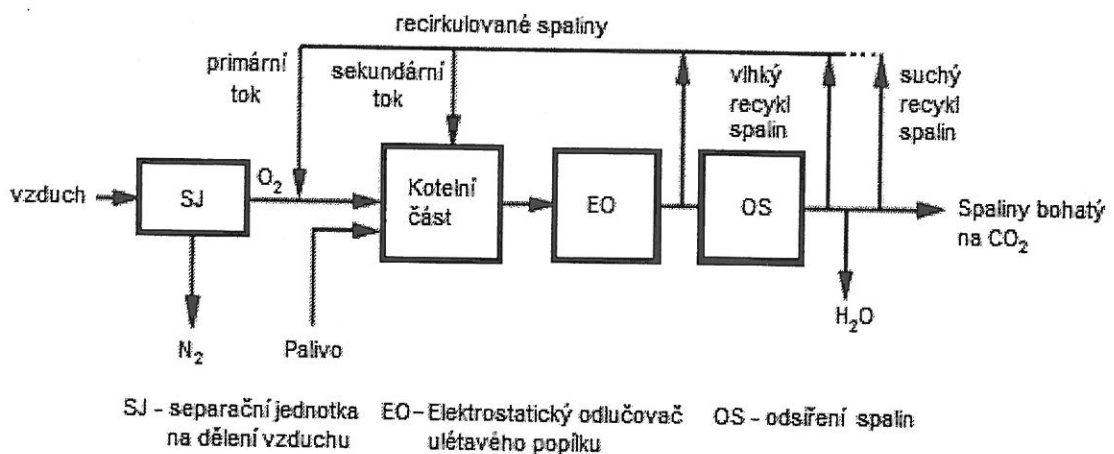 recirkulované spaliny
primární
tok
sekundární
tok
vlhký
recykl
spalin
suchý
recykl
spalin
vzduch
SJ
O₂
Kotelní
část
EO
OS
Spaliny bohatý
na CO₂
N₂
Palivo
H₂O
SJ - separační jednotka
na dělení vzduchu
EO - Elektrostatický odlučovač
ulétavého popílku
OS - odsíření spalin